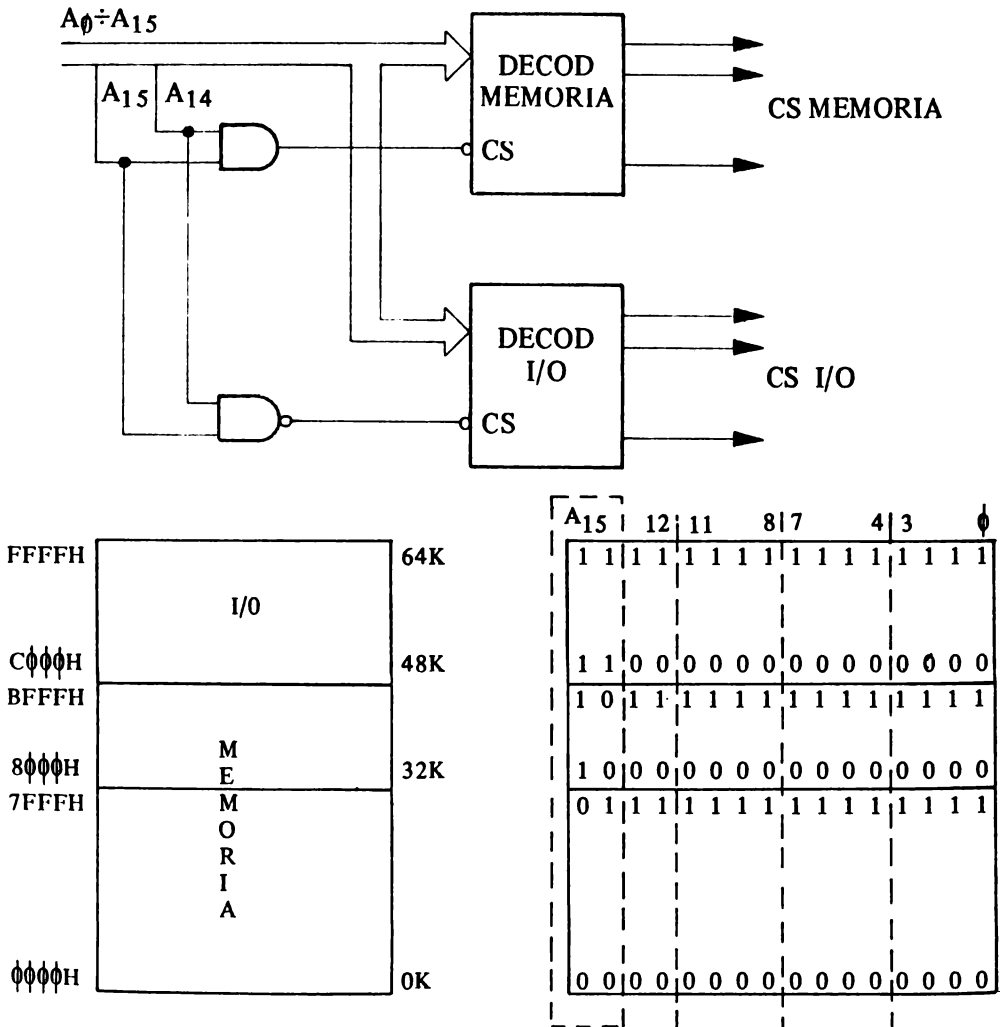 Aφ÷A15
A15 A14
DECOD
MEMORIA
CS
CS MEMORIA
DECOD
I/O
CS
CS I/O
FFFFH
64K
I/0
CφφφH
48K
BFFFH
8φφφH
32K
7FFFH
M
E
M
O
R
I
A
φφφφH
0K
A15 12 11 8 7 4 3 φ
1 1 1 1 1 1 1 1 1 1 1 1 1 1 1 1
1 1 0 0 0 0 0 0 0 0 0 0 0 0 0 0
1 0 1 1 1 1 1 1 1 1 1 1 1 1 1 1
1 0 0 0 0 0 0 0 0 0 0 0 0 0 0 0
0 1 1 1 1 1 1 1 1 1 1 1 1 1 1 1
0 0 0 0 0 0 0 0 0 0 0 0 0 0 0 0